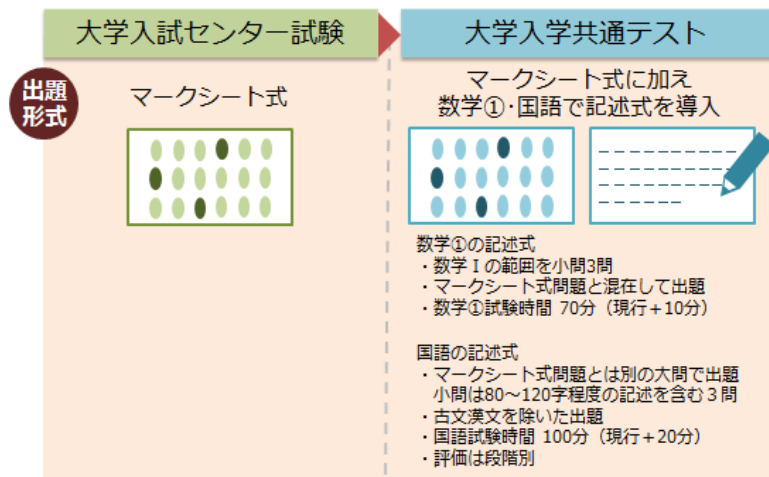 大学入試センター試験
大学入学共通テスト
出題
形式
マークシート式
マークシート式に加え
数学①・国語で記述式を導入
数学①の記述式
・数学Ⅰの範囲を小問3問
・マークシート式問題と混在して出題
・数学①試験時間 70分（現行＋10分）
国語の記述式
・マークシート式問題とは別の大問で出題
小問は80～120字程度の記述を含む３問
・古文漢文を除いた出題
・国語試験時間 100分（現行＋20分）
・評価は段階別